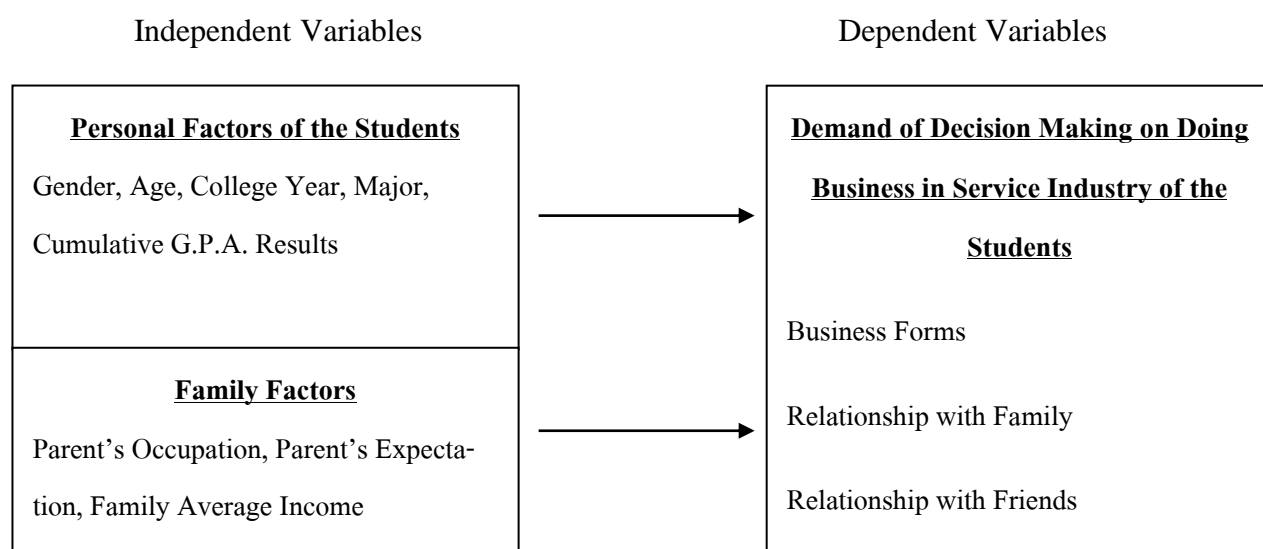 Independent Variables
Dependent Variables
Personal Factors of the Students
Gender, Age, College Year, Major,
Cumulative G.P.A. Results
Family Factors
Parent’s Occupation, Parent’s Expecta-
tion, Family Average Income
Demand of Decision Making on Doing
Business in Service Industry of the
Students
Business Forms
Relationship with Family
Relationship with Friends